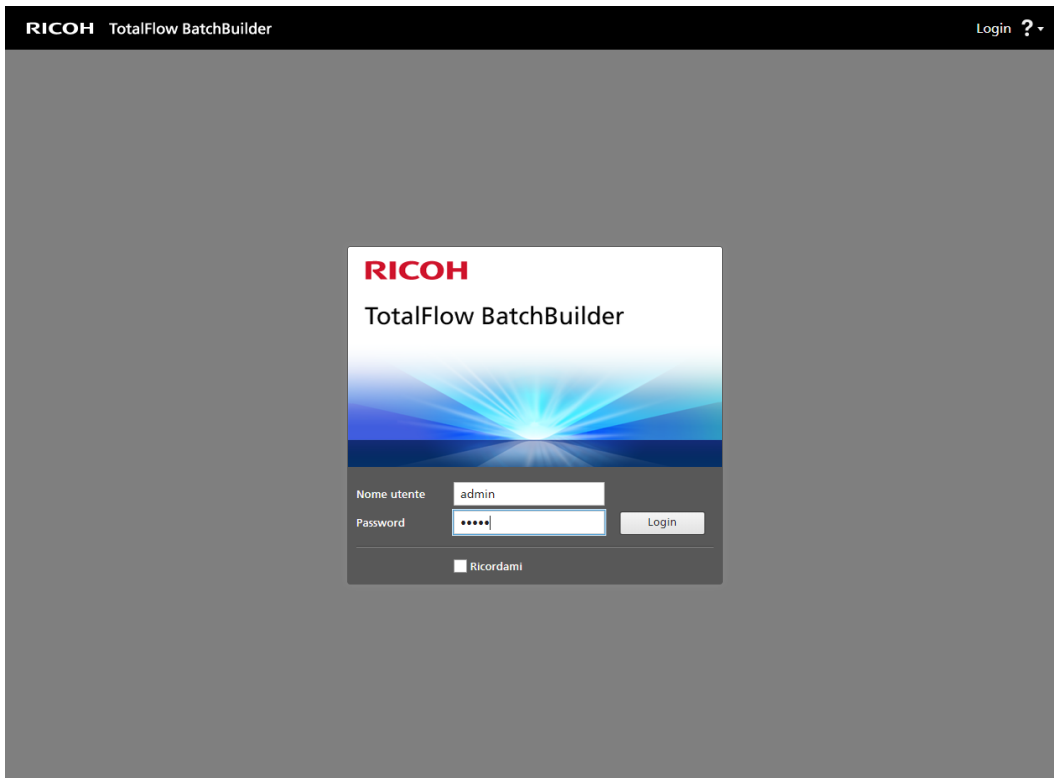 RICOH TotalFlow BatchBuilder Login ?
RICOH
TotalFlow BatchBuilder
Nome utente admin
Password •••••
Login
Ricordami